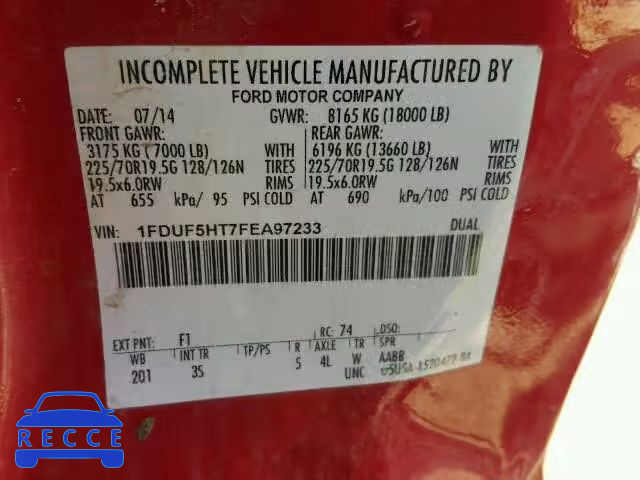 INCOMPLETE VEHICLE MANUFACTURED BY
FORD MOTOR COMPANY
DATE: 07/14 GVWR: 8165 KG (18000 LB)
FRONT GAWR: REAR GAWR:
3175 KG (7000 LB) WITH 6196 KG (13660 LB) WITH
225/70R19.5G 128/126N TIRES 225/70R19.5G 128/126N TIRES
19.5x6.0RW RIMS 19.5x6.0RW RIMS
AT 655 kPa/ 95 PSI COLD AT 690 kPa/100 PSI COLD
VIN: 1FDUF5HT7FEA97233 DUAL
EXT PNT: F1 RC: 74 DSO:
WB INT TR TP/PS R AXLE TR SPR
201 35 5 4L W AABB
UNC
RECCE